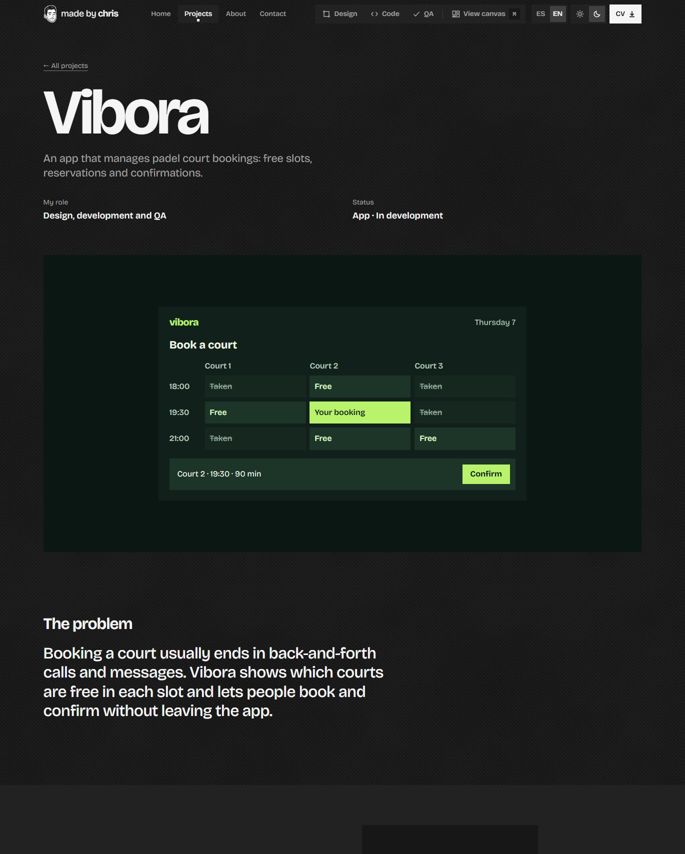 made by chris
Home
Projects
About
Contact
Design
Code
QA
View canvas
M
ES
EN
CV
← All projects
Vibora
An app that manages padel court bookings: free slots,
reservations and confirmations.
My role
Status
Design, development and QA
App · In development
vibora
Thursday 7
Book a court
Court 1
Court 2
Court 3
18:00
Taken
Free
Taken
19:30
Free
Your booking
Taken
21:00
Taken
Free
Free
Court 2 · 19:30 · 90 min
Confirm
The problem
Booking a court usually ends in back-and-forth
calls and messages. Vibora shows which courts
are free in each slot and lets people book and
confirm without leaving the app.